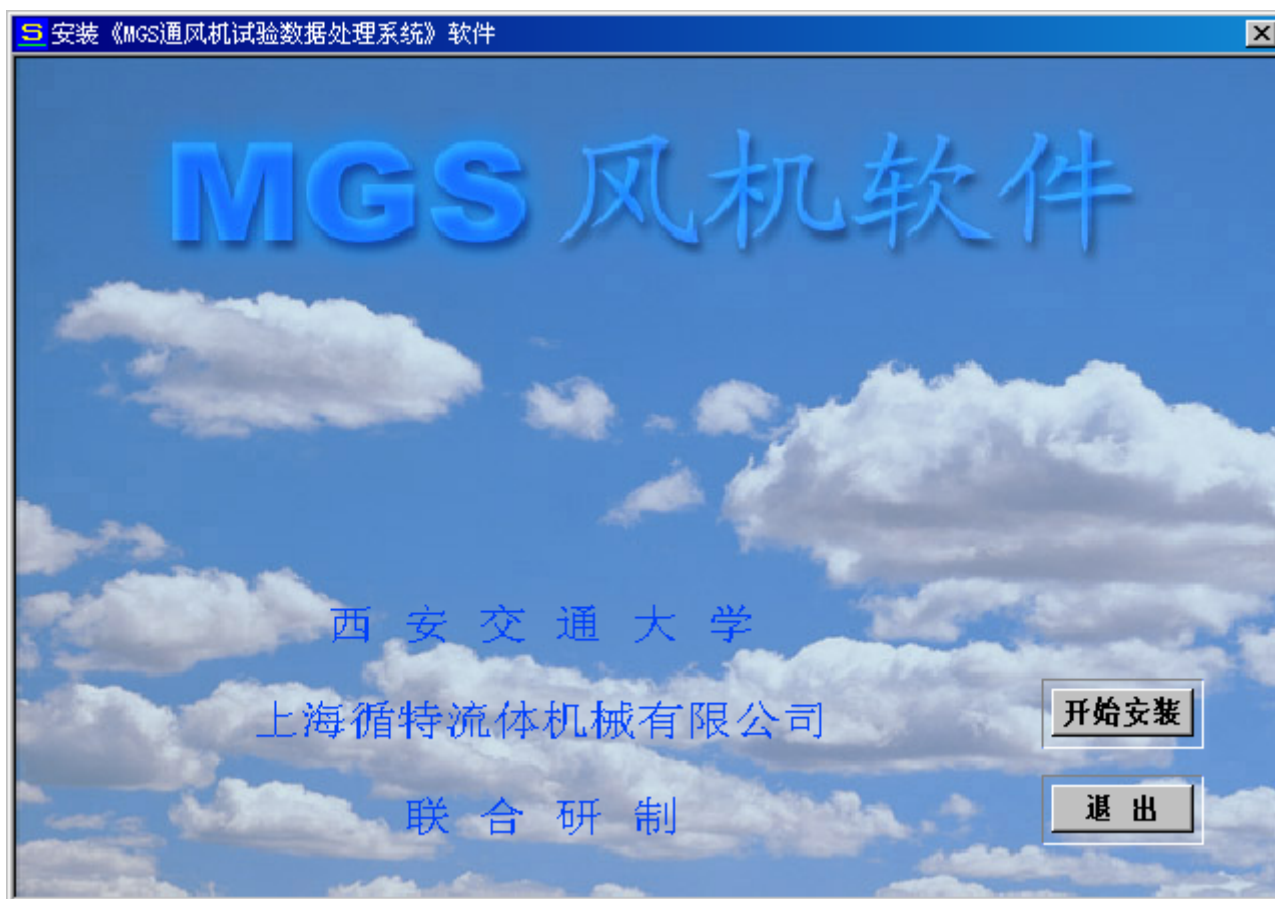 S 安装《MGS通风机试验数据处理系统》软件
MGS 风机软件
西安交通大学
上海循特流体机械有限公司
开始安装
联合研制
退出